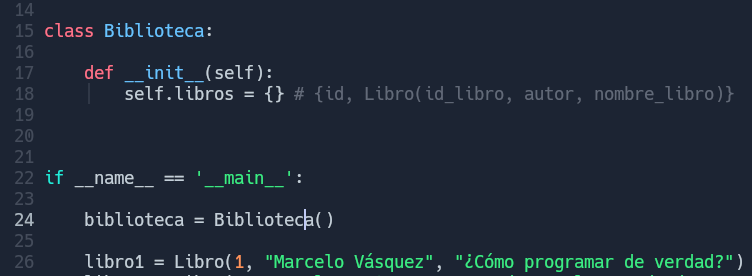 14
15 class Biblioteca:
16
17     def __init__(self):
18         self.libros = {} # {id, Libro(id_libro, autor, nombre_libro)}
19
20
21
22 if __name__ == '__main__':
23
24     biblioteca = Biblioteca()
25
26     libro1 = Libro(1, "Marcelo Vásquez", "¿Cómo programar de verdad?")